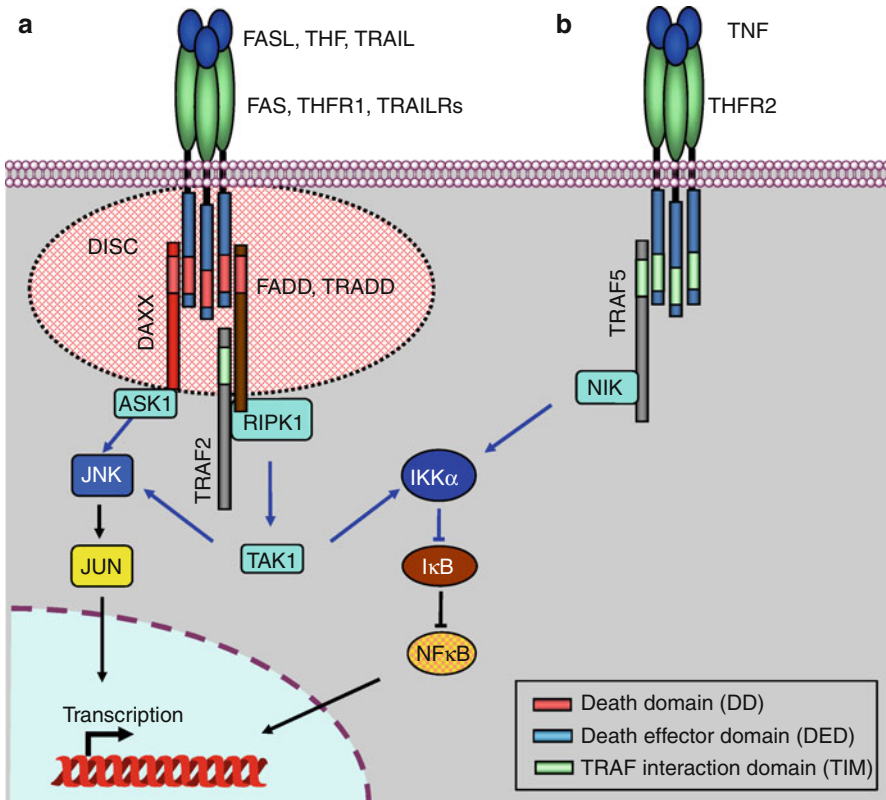 a
FASL, THF, TRAIL
FAS, THFR1, TRAILRs
b
TNF
THFR2
DISC
DAXX
FADD, TRADD
TRAF5
ASK1
RIPK1
TRAF2
NIK
JNK
IKKα
JUN
TAK1
IκB
NFκB
Transcription
Death domain (DD)
Death effector domain (DED)
TRAF interaction domain (TIM)